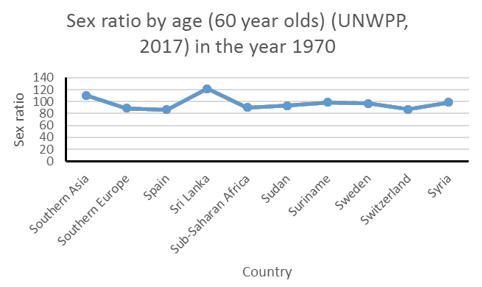 Sex ratio by age (60 year olds) (UNWPP,
2017) in the year 1970
140
120
100
80
60
40
20
0
Sex ratio
Southern Asia
Southern Europe
Spain
Sri Lanka
Sub-Saharan Africa
Sudan
Suriname
Sweden
Switzerland
Syria
Country